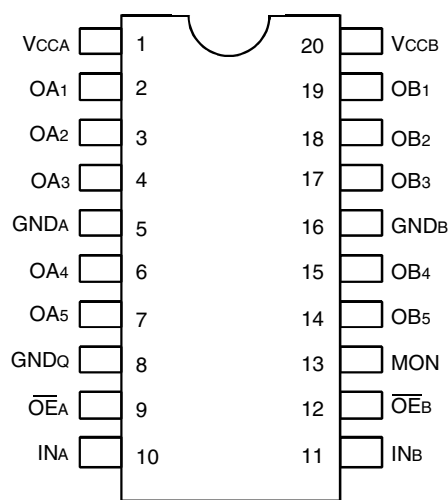 VCCA 1 20 VCCB
OA1 2 19 OB1
OA2 3 18 OB2
OA3 4 17 OB3
GNDA 5 16 GNDB
OA4 6 15 OB4
OA5 7 14 OB5
GNDQ 8 13 MON
O̅E̅A 9 12 O̅E̅B
INA 10 11 INB